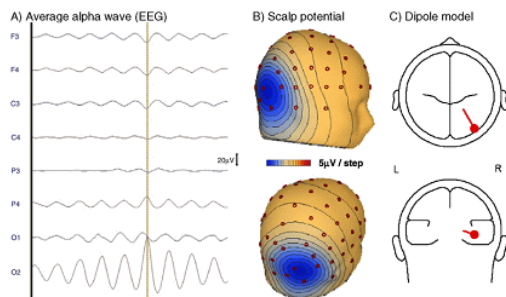 A) Average alpha wave (EEG)
B) Scalp potential
C) Dipole model
F3
F4
C3
C4
P3
P4
O1
O2
20µV
5µV / step
L
R